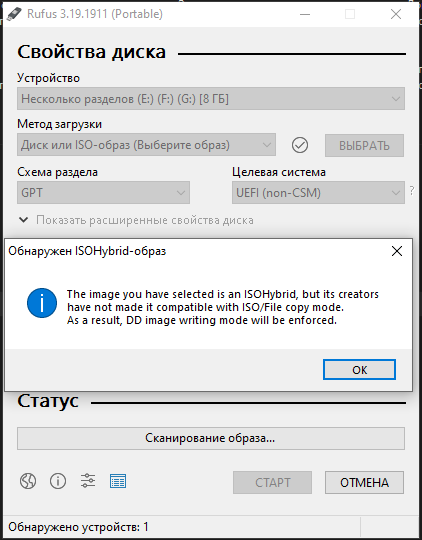 Rufus 3.19.1911 (Portable)
Свойства диска
Устройство
Несколько разделов (E:) (F:) (G:) [8 ГБ]
Метод загрузки
Диск или ISO-образ (Выберите образ)
ВЫБРАТЬ
Схема раздела
Целевая система
GPT
UEFI (non-CSM)
?
Показать расширенные свойства диска
Обнаружен ISOHybrid-образ
The image you have selected is an ISOHybrid, but its creators
have not made it compatible with ISO/File copy mode.
As a result, DD image writing mode will be enforced.
OK
Статус
Сканирование образа...
СТАРТ
ОТМЕНА
Обнаружено устройств: 1